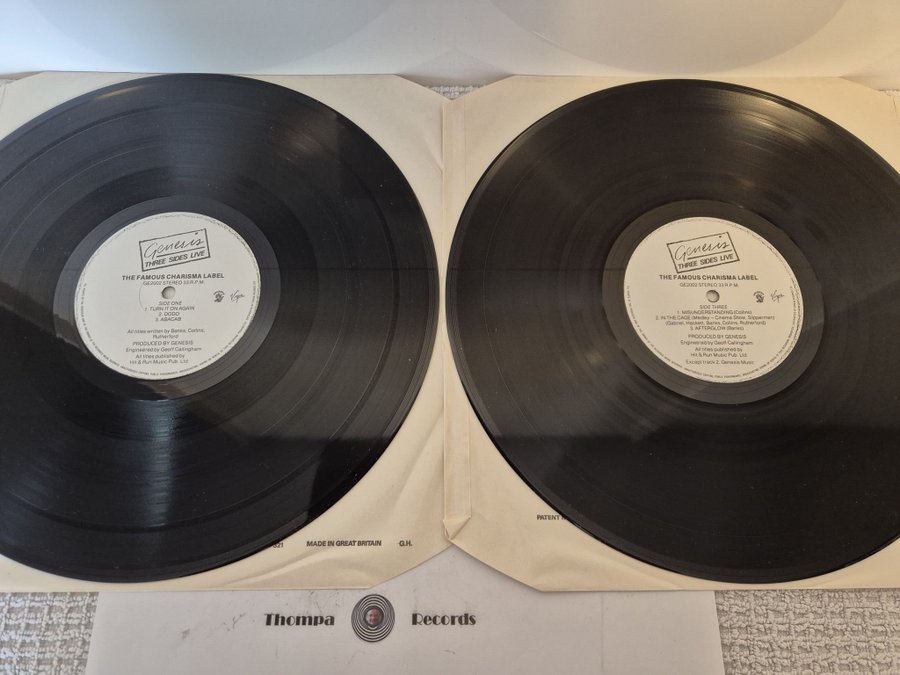 Genesis
THREE SIDES LIVE
THE FAMOUS CHARISMA LABEL
GE2002 STEREO 33 R.P.M.
Virgin
SIDE ONE
1. TURN IT ON AGAIN
2. DODO
3. ABACAB
All titles written by Banks, Collins,
Rutherford
PRODUCED BY GENESIS
Engineered by Geoff Callingham
All titles published by
Hit & Run Music Pub. Ltd.
Genesis
THREE SIDES LIVE
THE FAMOUS CHARISMA LABEL
GE2002 STEREO 33 R.P.M.
Virgin
SIDE THREE
1. MISUNDERSTANDING (Collins)
2. IN THE CAGE (Medley – Cinema Show, Slipperman)
(Gabriel, Hackett, Banks, Collins, Rutherford)
3. AFTERGLOW (Banks)
PRODUCED BY GENESIS
Engineered by Geoff Callingham
All titles published by
Hit & Run Music Pub. Ltd.
Except track 2. Genesis Music
321 MADE IN GREAT BRITAIN G.H.
PATENT
Thompa Records